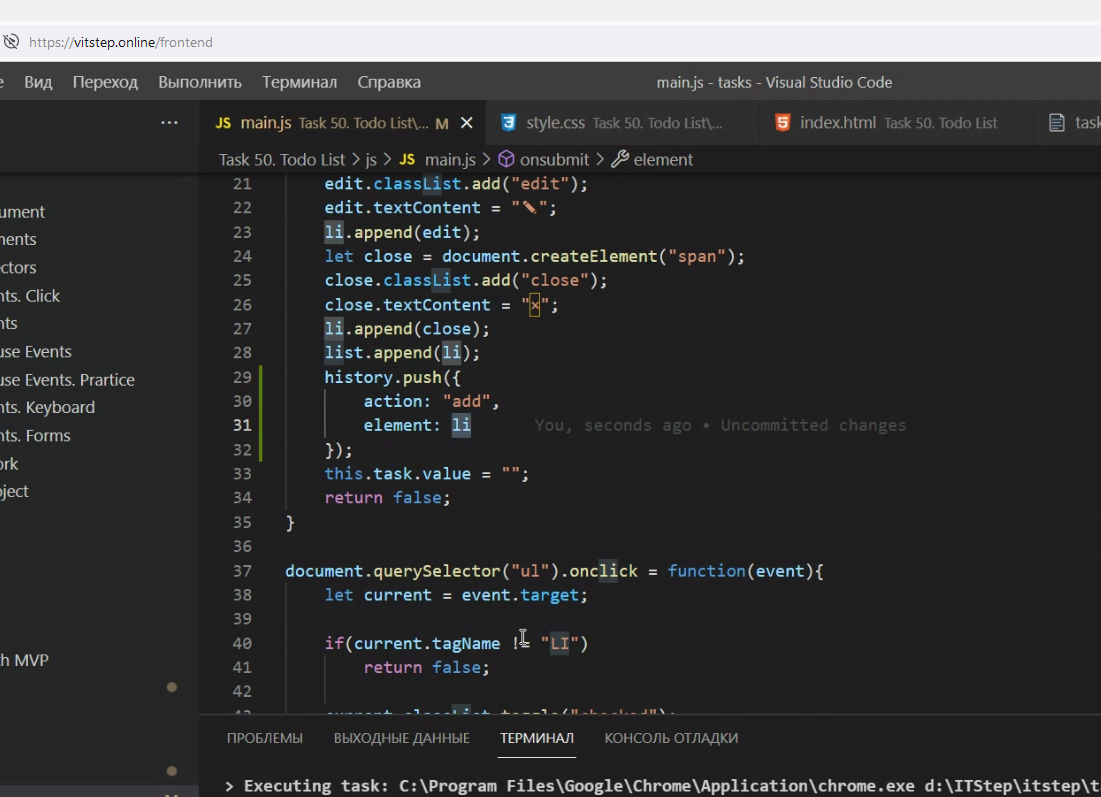 https://vitstep.online/frontend
е Вид Переход Выполнить Терминал Справка main.js - tasks - Visual Studio Code
··· JS main.js Task 50. Todo List\... M × style.css Task 50. Todo List\... index.html Task 50. Todo List task
Task 50. Todo List > js > JS main.js > onsubmit > element
ument
ments
ectors
nts. Click
nts
use Events
use Events. Prartice
nts. Keyboard
nts. Forms
ork
oject
th MVP
M
21 edit.classList.add("edit");
22 edit.textContent = "✎";
23 li.append(edit);
24 let close = document.createElement("span");
25 close.classList.add("close");
26 close.textContent = "×";
27 li.append(close);
28 list.append(li);
29 history.push({
30 action: "add",
31 element: li You, seconds ago • Uncommitted changes
32 });
33 this.task.value = "";
34 return false;
35 }
36
37 document.querySelector("ul").onclick = function(event){
38 let current = event.target;
39
40 if(current.tagName != "LI")
41 return false;
42
43 current.classList.toggle("checked");
ПРОБЛЕМЫ ВЫХОДНЫЕ ДАННЫЕ ТЕРМИНАЛ КОНСОЛЬ ОТЛАДКИ
> Executing task: C:\Program Files\Google\Chrome\Application\chrome.exe d:\ITStep\itstep\t